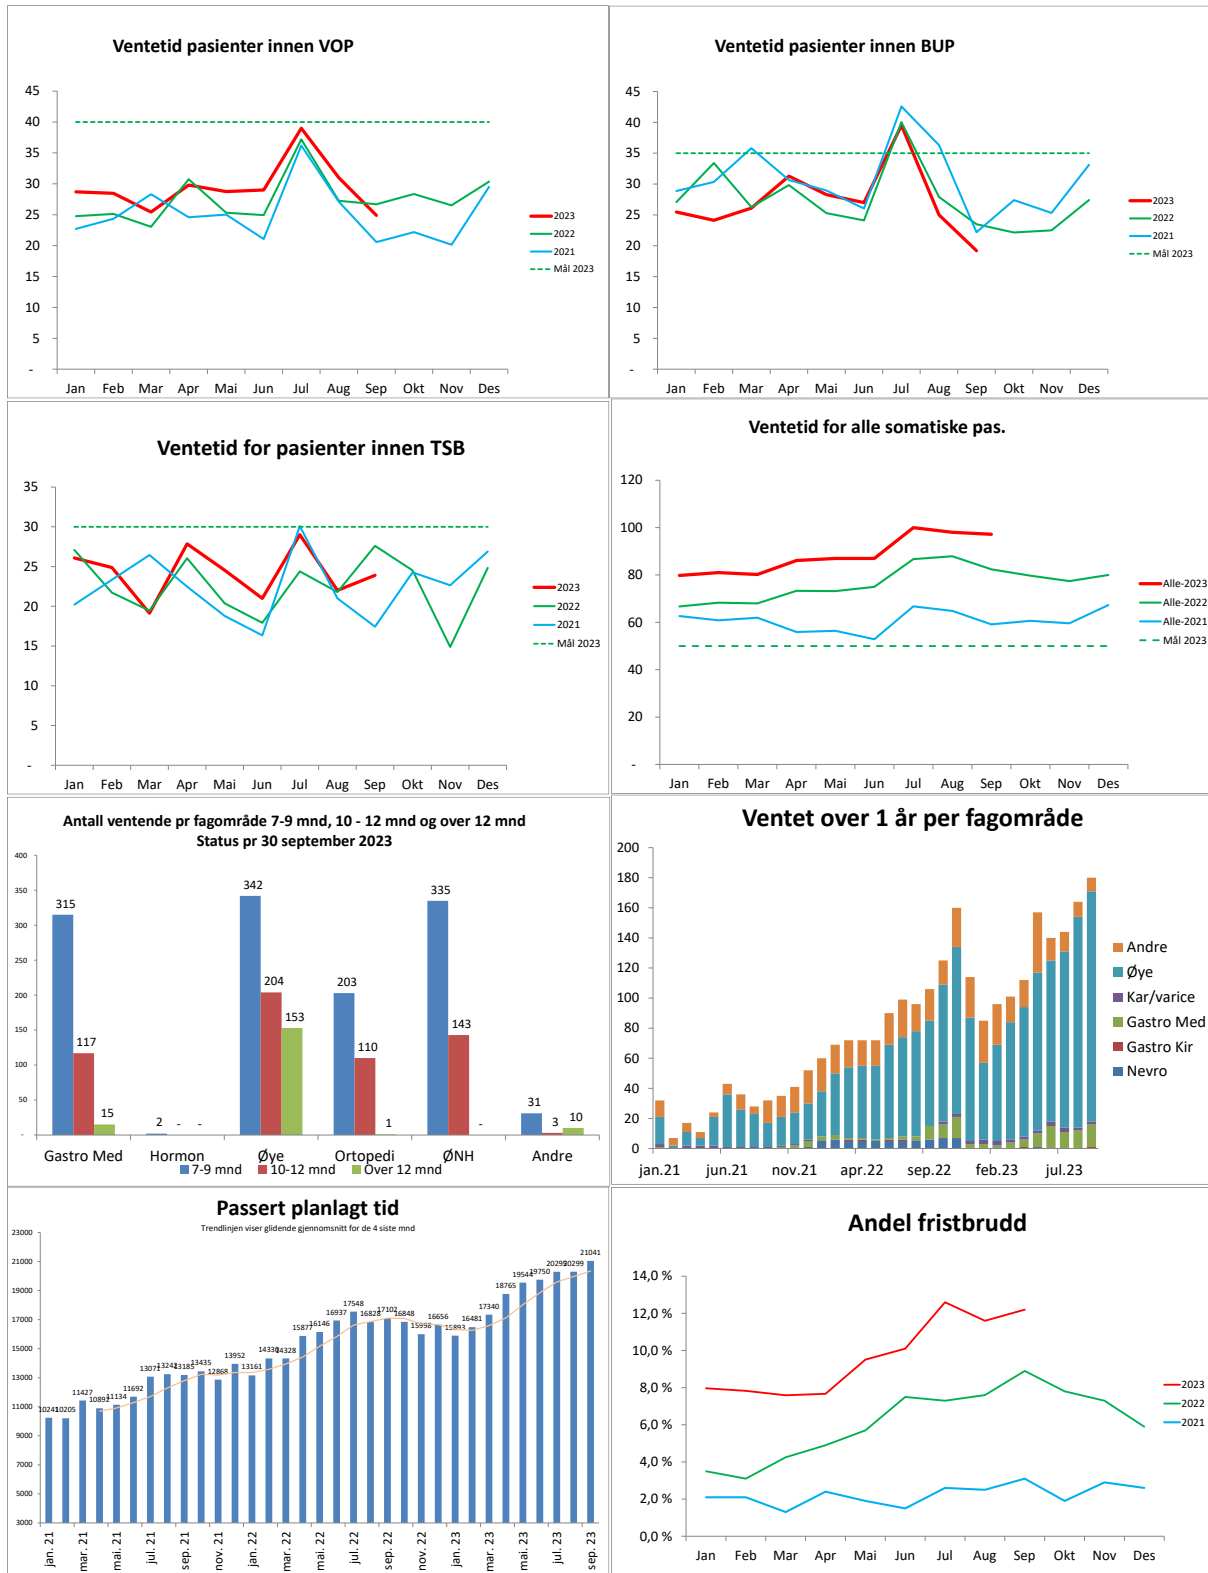 Ventetid pasienter innen VOP
45
40
35
30
25
20
15
10
5
-
Jan Feb Mar Apr Mai Jun Jul Aug Sep Okt Nov Des
2023
2022
2021
Mål 2023
Ventetid pasienter innen BUP
45
40
35
30
25
20
15
10
5
-
Jan Feb Mar Apr Mai Jun Jul Aug Sep Okt Nov Des
2023
2022
2021
Mål 2023
Ventetid for pasienter innen TSB
35
30
25
20
15
10
5
-
Jan Feb Mar Apr Mai Jun Jul Aug Sep Okt Nov Des
2023
2022
2021
Mål 2023
Ventetid for alle somatiske pas.
120
100
80
60
40
20
-
Jan Feb Mar Apr Mai Jun Jul Aug Sep Okt Nov Des
Alle-2023
Alle-2022
Alle-2021
Mål 2023
Antall ventende pr fagområde 7-9 mnd, 10 - 12 mnd og over 12 mnd
Status pr 30 september 2023
400
350
300
250
200
150
100
50
-
315 117 15
2 - -
342 204 153
203 110 1
335 143 -
31 3 10
Gastro Med Hormon Øye Ortopedi ØNH Andre
7-9 mnd 10-12 mnd Over 12 mnd
Ventet over 1 år per fagområde
200
180
160
140
120
100
80
60
40
20
0
jan.21 jun.21 nov.21 apr.22 sep.22 feb.23 jul.23
Andre
Øye
Kar/varice
Gastro Med
Gastro Kir
Nevro
Passert planlagt tid
Trendlinjen viser glidende gjennomsnitt for de 4 siste mnd
23000
21000
19000
17000
15000
13000
11000
9000
7000
5000
3000
10241 10205 11427 10892 11134 11692 13071 13242 13185 13435 12868 13952 13161 14330 14328 15877 16146 16937 17548 16828 17102 16848 15998 16656 15893 16481 17340 18765 19544 19750 20299 20299 21041
jan. 21 mar. 21 mai. 21 jul. 21 sep. 21 nov. 21 jan. 22 mar. 22 mai. 22 jul. 22 sep. 22 nov. 22 jan. 23 mar. 23 mai. 23 jul. 23 sep. 23
Andel fristbrudd
14,0 %
12,0 %
10,0 %
8,0 %
6,0 %
4,0 %
2,0 %
0,0 %
Jan Feb Mar Apr Mai Jun Jul Aug Sep Okt Nov Des
2023
2022
2021